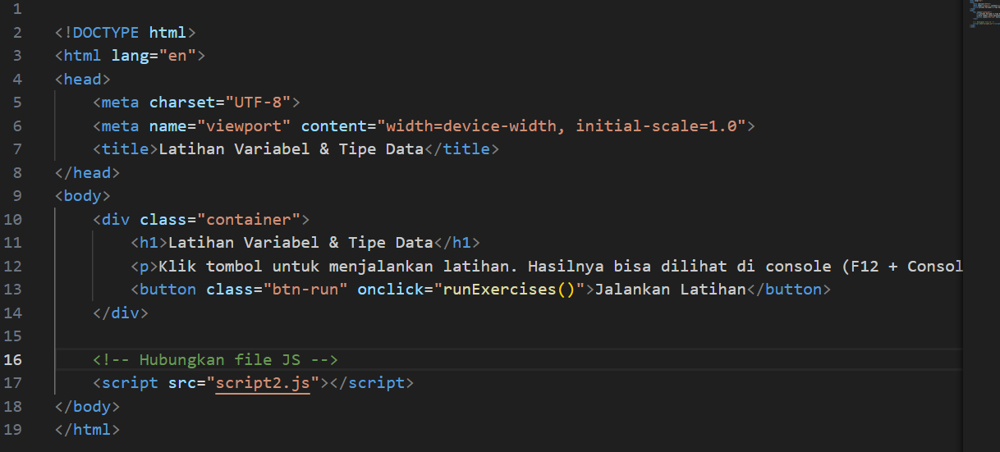 1
2 <!DOCTYPE html>
3 <html lang="en">
4 <head>
5     <meta charset="UTF-8">
6     <meta name="viewport" content="width=device-width, initial-scale=1.0">
7     <title>Latihan Variabel & Tipe Data</title>
8 </head>
9 <body>
10     <div class="container">
11         <h1>Latihan Variabel & Tipe Data</h1>
12         <p>Klik tombol untuk menjalankan latihan. Hasilnya bisa dilihat di console (F12 + Consol
13         <button class="btn-run" onclick="runExercises()">Jalankan Latihan</button>
14     </div>
15
16     <!-- Hubungkan file JS -->
17     <script src="script2.js"></script>
18 </body>
19 </html>